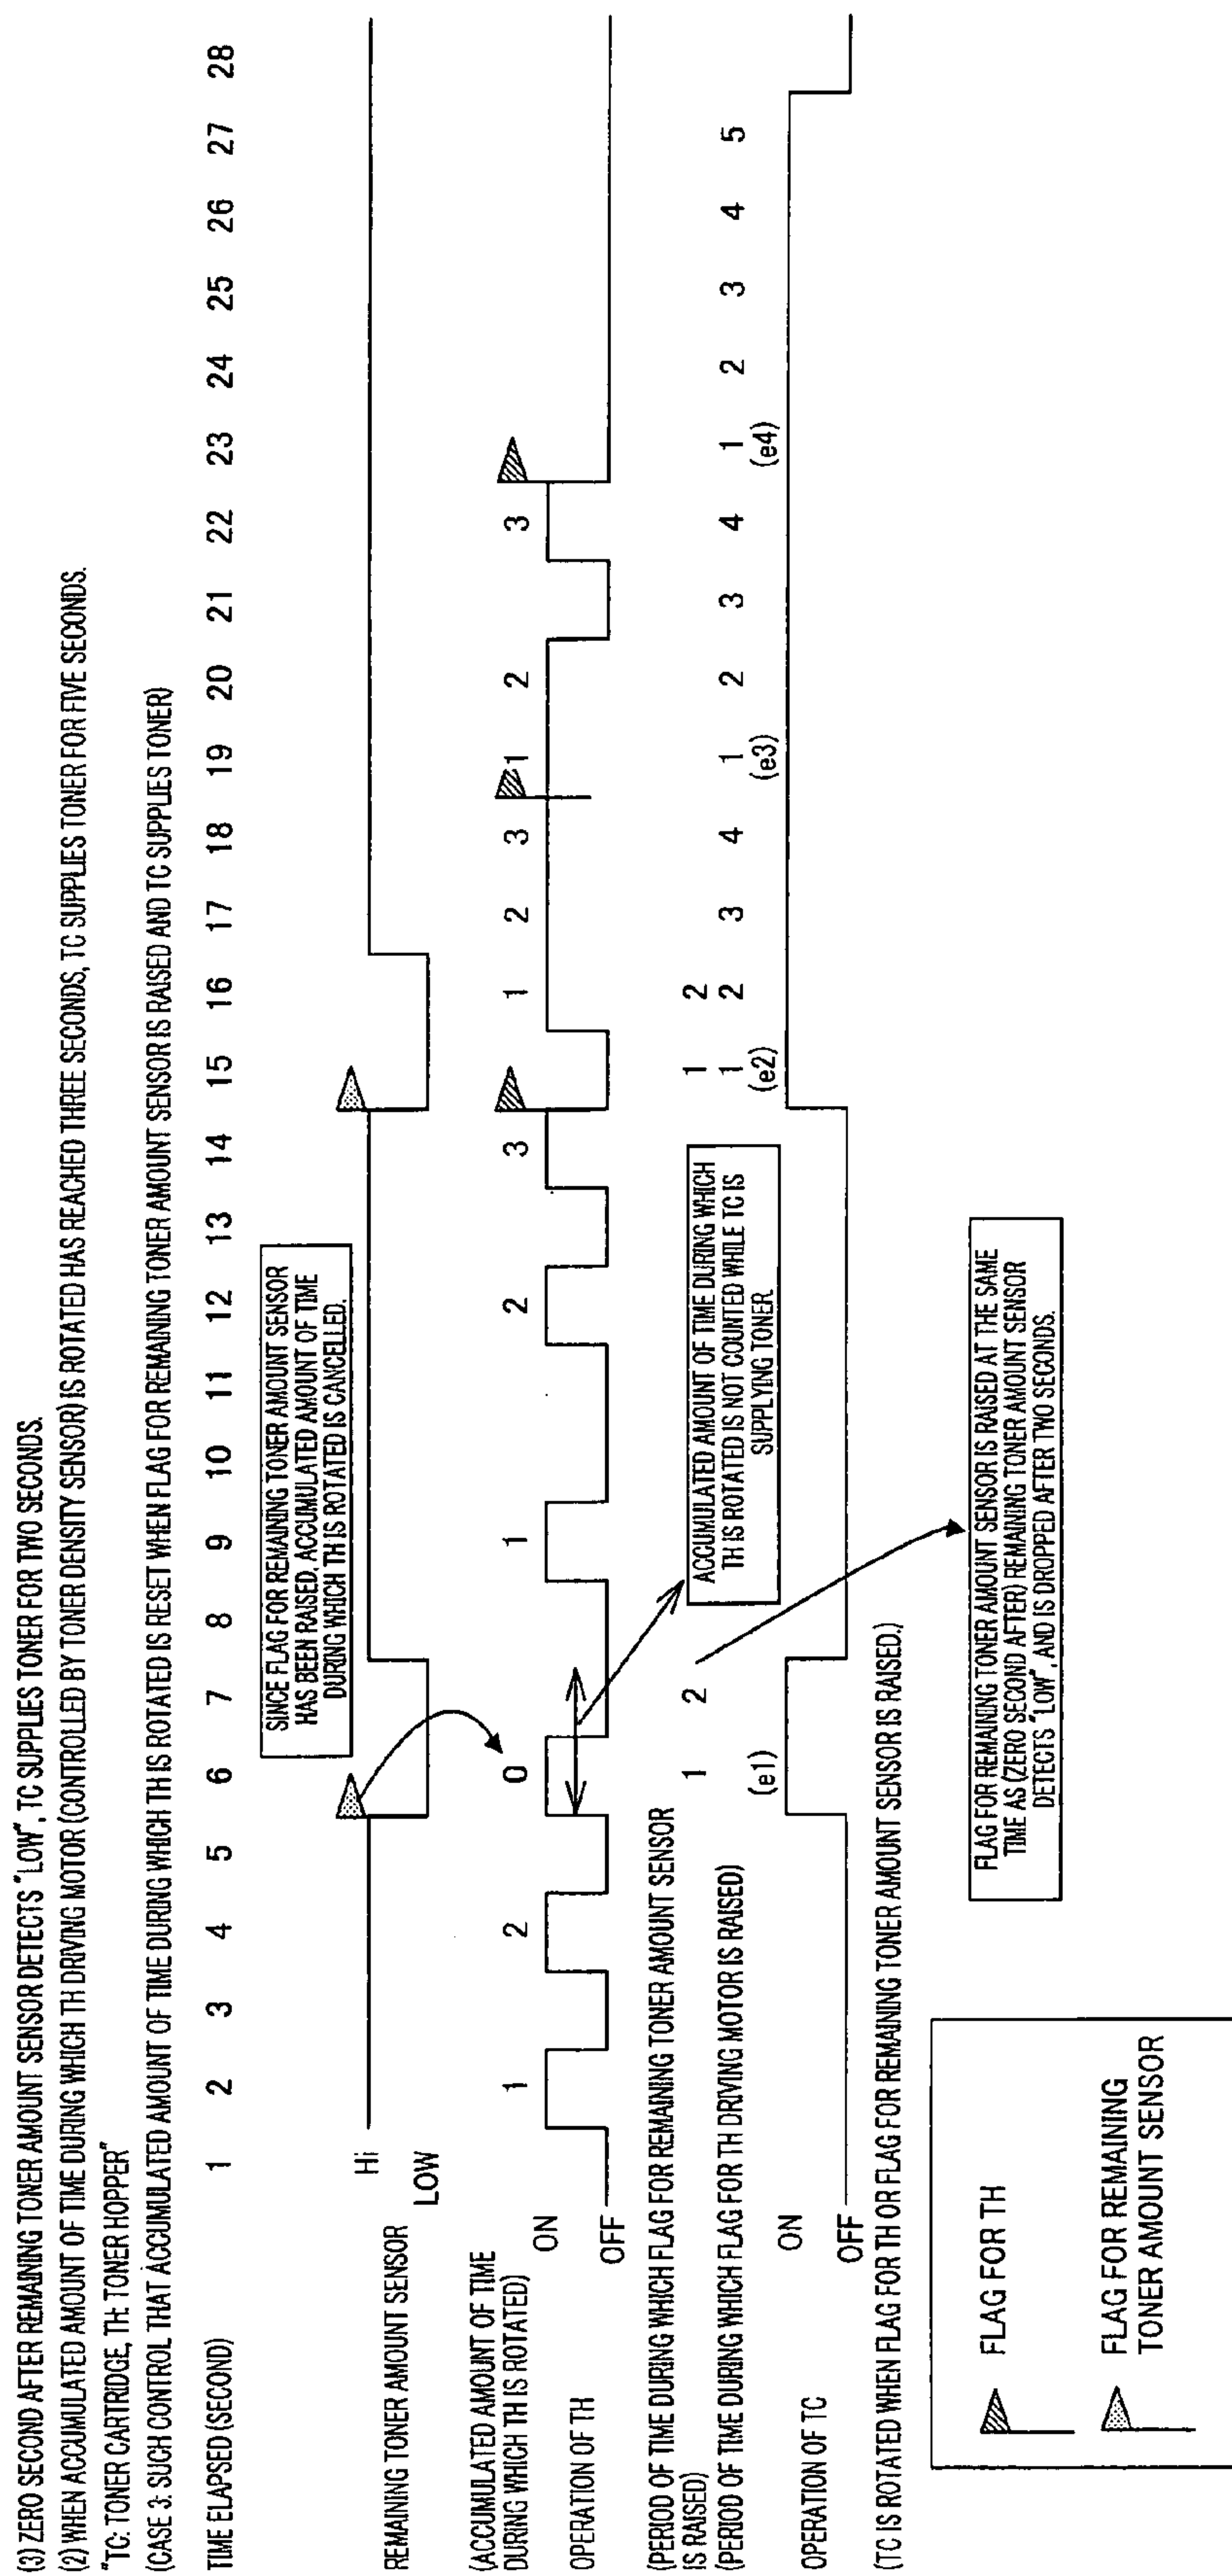 (3) ZERO SECOND AFTER REMAINING TONER AMOUNT SENSOR DETECTS "LOW", TC SUPPLIES TONER FOR TWO SECONDS.
(2) WHEN ACCUMULATED AMOUNT OF TIME DURING WHICH TH DRIVING MOTOR (CONTROLLED BY TONER DENSITY SENSOR) IS ROTATED HAS REACHED THREE SECONDS, TC SUPPLIES TONER FOR FIVE SECONDS.
"TC: TONER CARTRIDGE, TH: TONER HOPPER"
(CASE 3: SUCH CONTROL THAT ACCUMULATED AMOUNT OF TIME DURING WHICH TH IS ROTATED IS RESET WHEN FLAG FOR REMAINING TONER AMOUNT SENSOR IS RAISED AND TC SUPPLIES TONER)
TIME ELAPSED (SECOND) 1 2 3 4 5 6 7 8 9 10 11 12 13 14 15 16 17 18 19 20 21 22 23 24 25 26 27 28
SINCE FLAG FOR REMAINING TONER AMOUNT SENSOR
HAS BEEN RAISED, ACCUMULATED AMOUNT OF TIME
DURING WHICH TH IS ROTATED IS CANCELLED.
Hi
REMAINING TONER AMOUNT SENSOR
LOW
(ACCUMULATED AMOUNT OF TIME
DURING WHICH TH IS ROTATED) 1 2 0 1 2 3 1 2 3 1 2 3
ON
OPERATION OF TH
OFF
(PERIOD OF TIME DURING WHICH FLAG FOR REMAINING TONER AMOUNT SENSOR
IS RAISED) 1 2 1 2
ACCUMULATED AMOUNT OF TIME DURING WHICH
TH IS ROTATED IS NOT COUNTED WHILE TC IS
SUPPLYING TONER.
(PERIOD OF TIME DURING WHICH FLAG FOR TH DRIVING MOTOR IS RAISED) 1 2 3 4 1 2 3 4 1 2 3 4 5
(e1) (e2) (e3) (e4)
ON
OPERATION OF TC
OFF
(TC IS ROTATED WHEN FLAG FOR TH OR FLAG FOR REMAINING TONER AMOUNT SENSOR IS RAISED.)
FLAG FOR REMAINING TONER AMOUNT SENSOR IS RAISED AT THE SAME
TIME AS (ZERO SECOND AFTER) REMAINING TONER AMOUNT SENSOR
DETECTS "LOW", AND IS DROPPED AFTER TWO SECONDS.
FLAG FOR TH
FLAG FOR REMAINING
TONER AMOUNT SENSOR